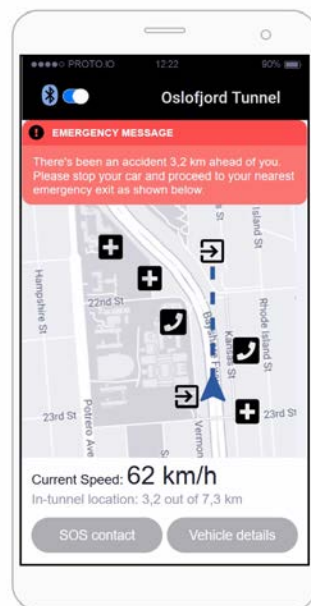 PROTO.IO 12:22 90%
Oslofjord Tunnel
! EMERGENCY MESSAGE
There's been an accident 3,2 km ahead of you.
Please stop your car and proceed to your nearest
emergency exit as shown below
Island St
Hampshire St
22nd St
Bayshore
Kansas St
Rhode Island St
23rd St
Potrero Ave
Vermon
23rd St
S
Current Speed: 62 km/h
In-tunnel location: 3,2 out of 7,3 km
SOS contact Vehicle details